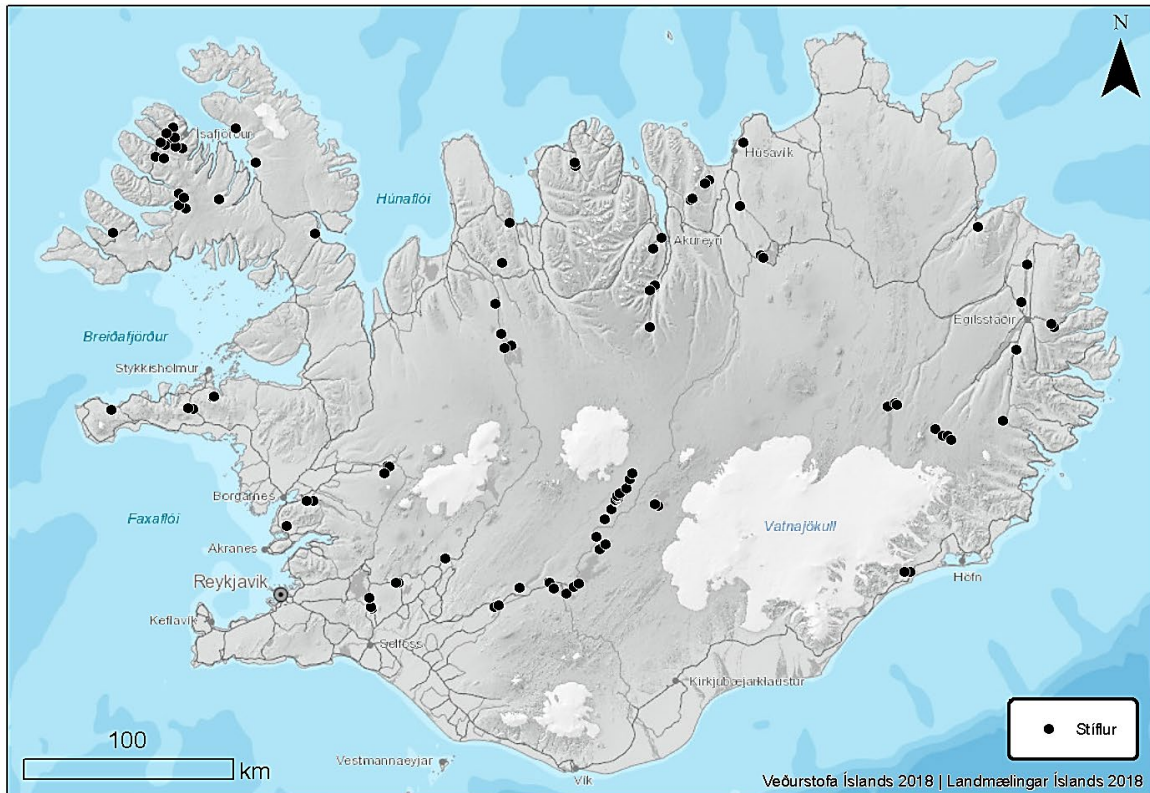 N
Ísafjörður
Húsavík
Húnaflói
Akureyri
Egilsstaðir
Breiðafjörður
Stykkishólmur
Borgarnes
Faxaflói
Vatnajökull
Akranes
Höfn
Reykjavík
Keflavík
Selfoss
Kirkjubæjarklaustur
Stíflur
100
km
Vestmannaeyjar
Vík
Veðurstofa Íslands 2018 | Landmælingar Íslands 2018